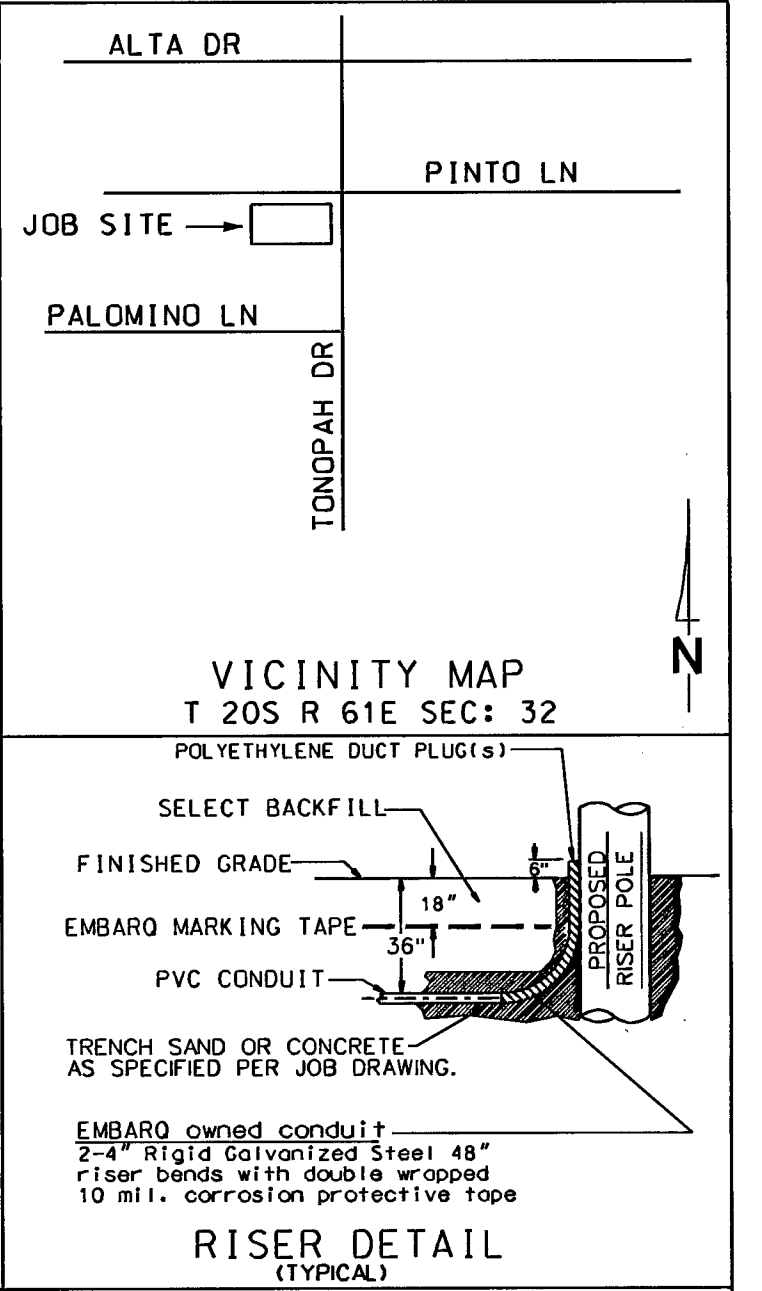 ALTA DR
PINTO LN
JOB SITE
PALOMINO LN
TONOPAH DR
N
VICINITY MAP
T 20S R 61E SEC: 32
POLYETHYLENE DUCT PLUG(s)
SELECT BACKFILL
FINISHED GRADE
6"
18"
EMBARQ MARKING TAPE
36"
PROPOSED
RISER POLE
PVC CONDUIT
TRENCH SAND OR CONCRETE
AS SPECIFIED PER JOB DRAWING.
EMBARQ owned conduit
2-4" Rigid Galvanized Steel 48"
riser bends with double wrapped
10 mil. corrosion protective tape
RISER DETAIL
(TYPICAL)